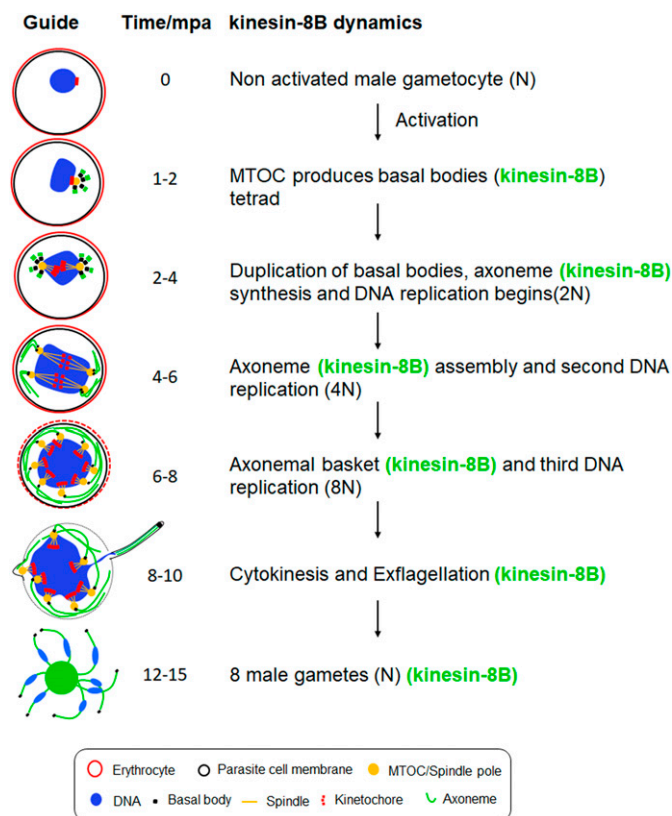 Guide Time/mpa kinesin-8B dynamics
0 Non activated male gametocyte (N)
Activation
1-2 MTOC produces basal bodies (kinesin-8B)
tetrad
2-4 Duplication of basal bodies, axoneme (kinesin-8B)
synthesis and DNA replication begins(2N)
4-6 Axoneme (kinesin-8B) assembly and second DNA
replication (4N)
6-8 Axonemal basket (kinesin-8B) and third DNA
replication (8N)
8-10 Cytokinesis and Exflagellation (kinesin-8B)
12-15 8 male gametes (N) (kinesin-8B)
Erythrocyte Parasite cell membrane MTOC/Spindle pole
DNA Basal body Spindle Kinetochore Axoneme